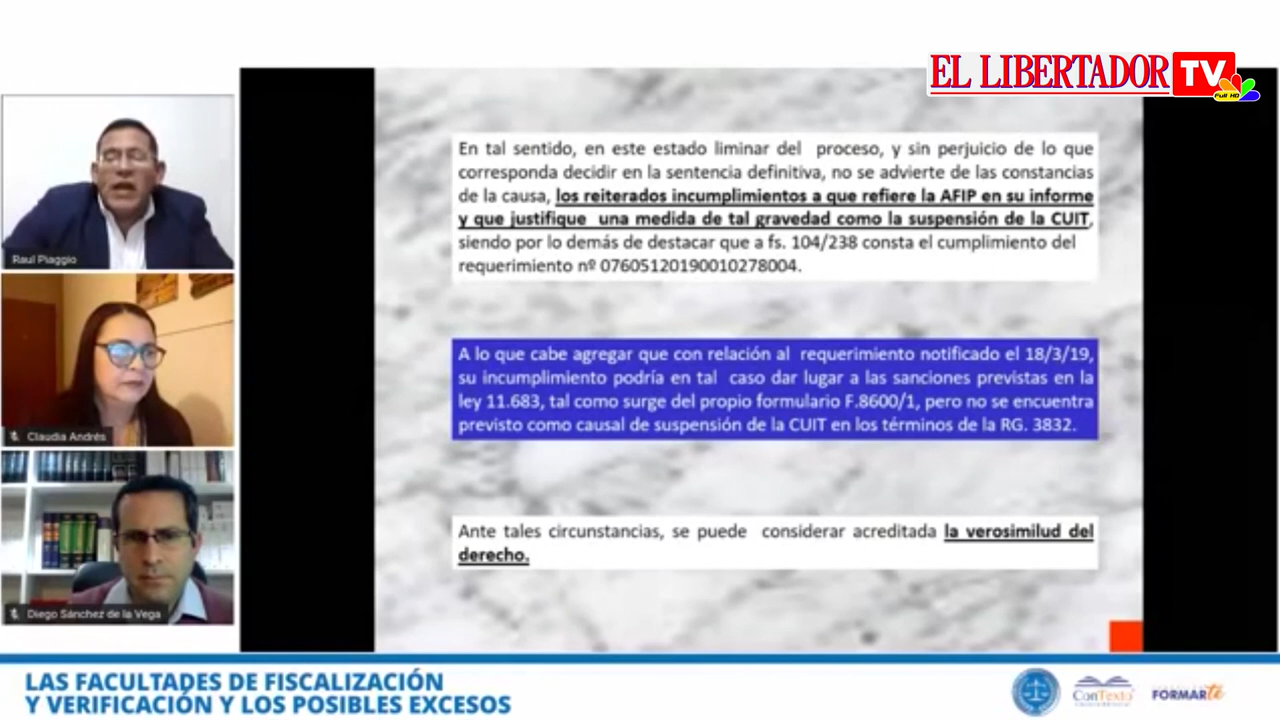 EL LIBERTADOR TV
Full HD
En tal sentido, en este estado liminar del proceso, y sin perjuicio de lo que
corresponda decidir en la sentencia definitiva, no se advierte de las constancias
de la causa, los reiterados incumplimientos a que refiere la AFIP en su informe
y que justifique una medida de tal gravedad como la suspensión de la CUIT,
siendo por lo demás de destacar que a fs. 104/238 consta el cumplimiento del
requerimiento nº 07605120190010278004.
A lo que cabe agregar que con relación al requerimiento notificado el 18/3/19,
su incumplimiento podría en tal caso dar lugar a las sanciones previstas en la
ley 11.683, tal como surge del propio formulario F.8600/1, pero no se encuentra
previsto como causal de suspensión de la CUIT en los términos de la RG. 3832.
Ante tales circunstancias, se puede considerar acreditada la verosimilud del
derecho.
Raul Piaggio
Claudia Andrés
Diego Sánchez de la Vega
LAS FACULTADES DE FISCALIZACIÓN
Y VERIFICACIÓN Y LOS POSIBLES EXCESOS
ConTexto
FORMARTE